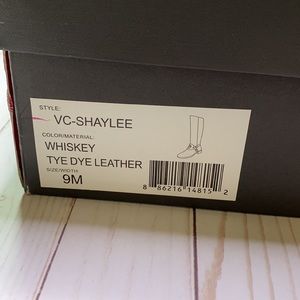 STYLE:
VC-SHAYLEE
COLOR/MATERIAL:
WHISKEY
TYE DYE LEATHER
SIZE/WIDTH:
9M
8 86216 14815 2